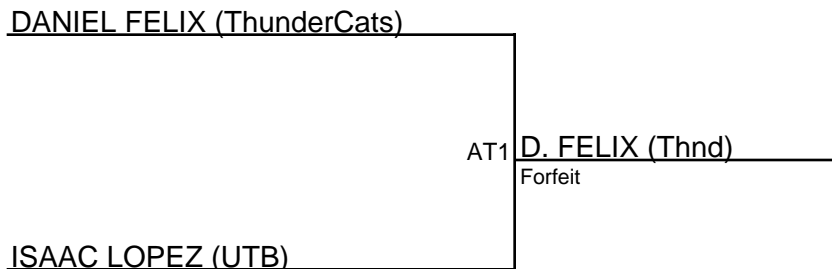 DANIEL FELIX (ThunderCats)
AT1 D. FELIX (Thnd)
Forfeit
ISAAC LOPEZ (UTB)